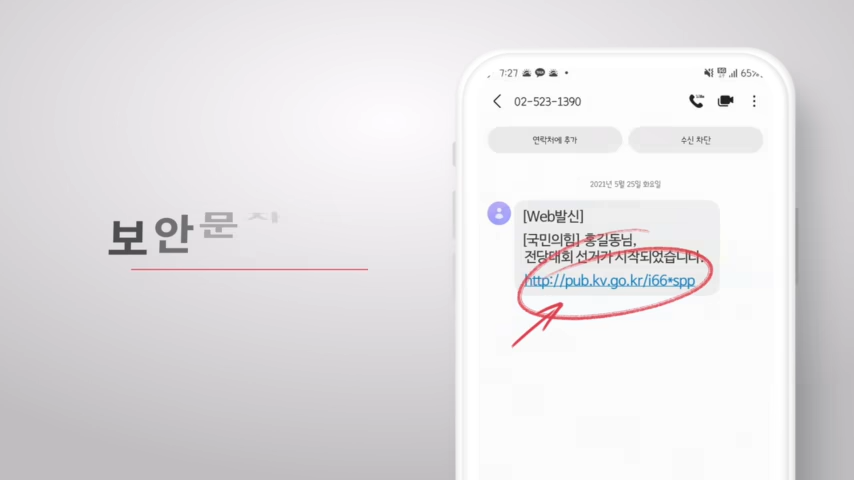 보안문자
7:27
65%
02-523-1390
연락처에 추가
수신 차단
2021년 5월 25일 화요일
[Web발신]
[국민의힘] 홍길동님,
전당대회 선거가 시작되었습니다.
http://pub.kv.go.kr/i66*spp